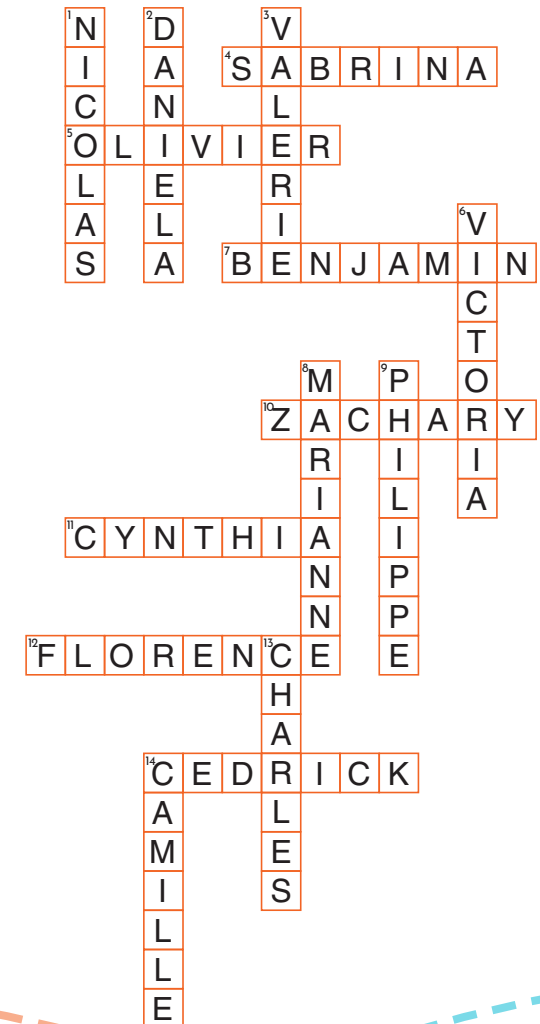 1 NICOLAS
2 DANIELA
3 VALERIE
4 SABRINA
5 OLIVIER
6 VICTORIA
7 BENJAMIN
8 MARIANNE
9 PHILIPPE
10 ZACHARY
11 CYNTHIA
12 FLORENCE
13 CHARLES
14 CEDRICK
CAMILLE